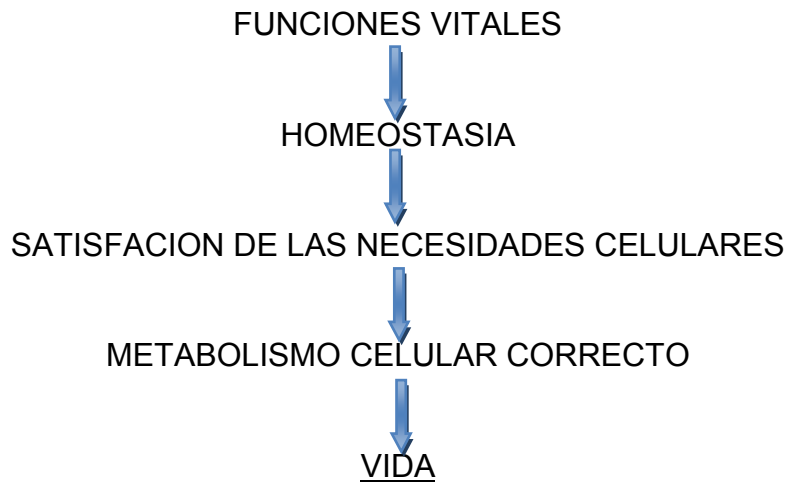 FUNCIONES VITALES
HOMEOSTASIA
SATISFACION DE LAS NECESIDADES CELULARES
METABOLISMO CELULAR CORRECTO
VIDA